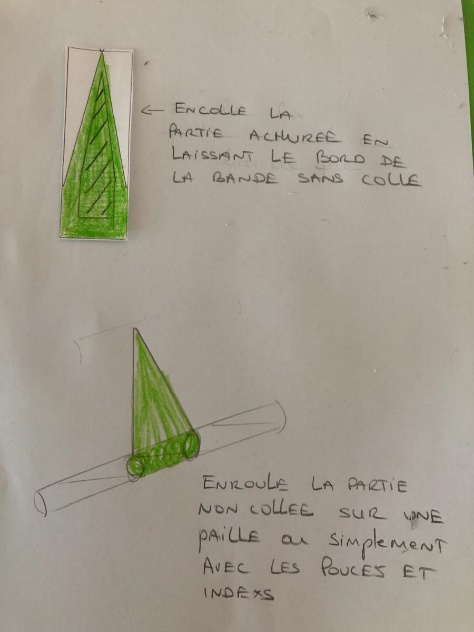 ← ENCOLLE LA
PARTIE ACHUREE EN
LAISSANT LE BORD DE
LA BANDE SANS COLLE
ENROULE LA PARTIE
NON COLLEE SUR UNE
PAILLE OU SIMPLEMENT
AVEC LES POUCES ET
INDEXS